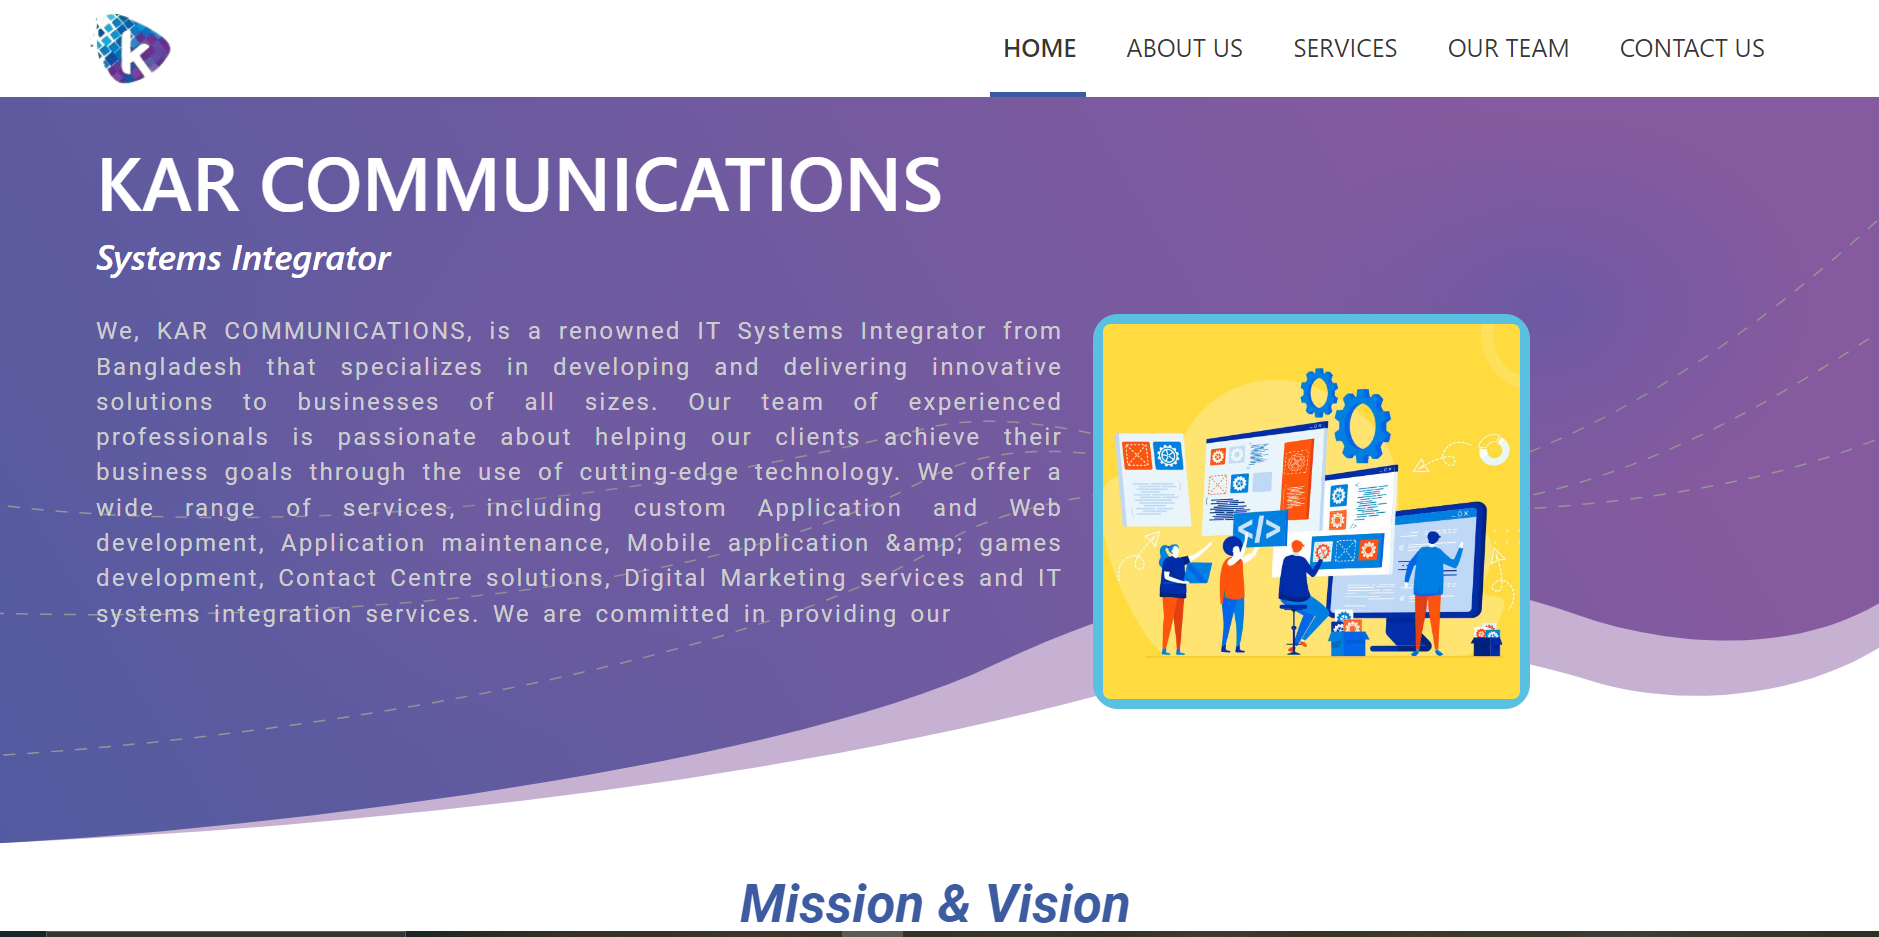 k
HOME ABOUT US SERVICES OUR TEAM CONTACT US
KAR COMMUNICATIONS
Systems Integrator
We, KAR COMMUNICATIONS, is a renowned IT Systems Integrator from
Bangladesh that specializes in developing and delivering innovative
solutions to businesses of all sizes. Our team of experienced
professionals is passionate about helping our clients achieve their
business goals through the use of cutting-edge technology. We offer a
wide range of services, including custom Application and Web
development, Application maintenance, Mobile application &amp; games
development, Contact Centre solutions, Digital Marketing services and IT
systems integration services. We are committed in providing our
</>
Mission & Vision